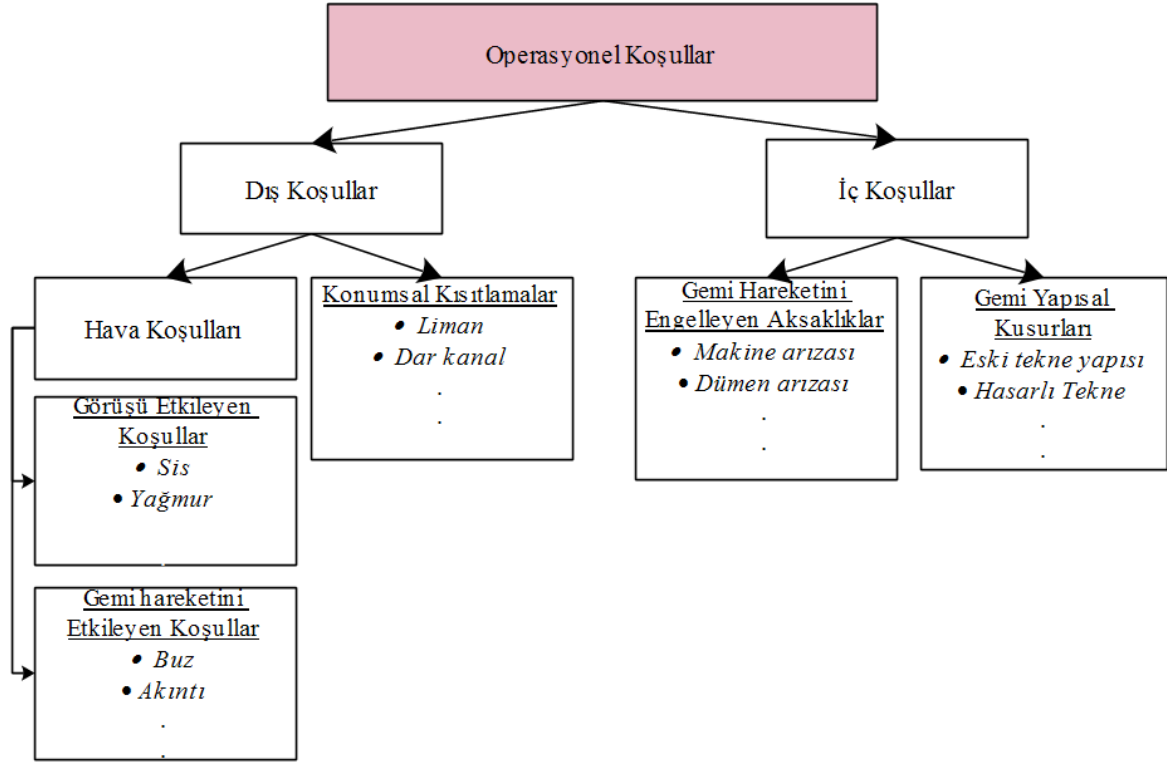 Operasyonel Koşullar
Dış Koşullar
İç Koşullar
Hava Koşulları
Konumsal Kısıtlamalar
• Liman
• Dar kanal
.
.
Gemi Hareketini
Engelleyen Aksaklıklar
• Makine arızası
• Dümen arızası
.
.
Gemi Yapısal
Kusurları
• Eski tekne yapısı
• Hasarlı Tekne
.
.
Görüşü Etkileyen
Koşullar
• Sis
• Yağmur
.
Gemi hareketini
Etkileyen Koşullar
• Buz
• Akıntı
.
.